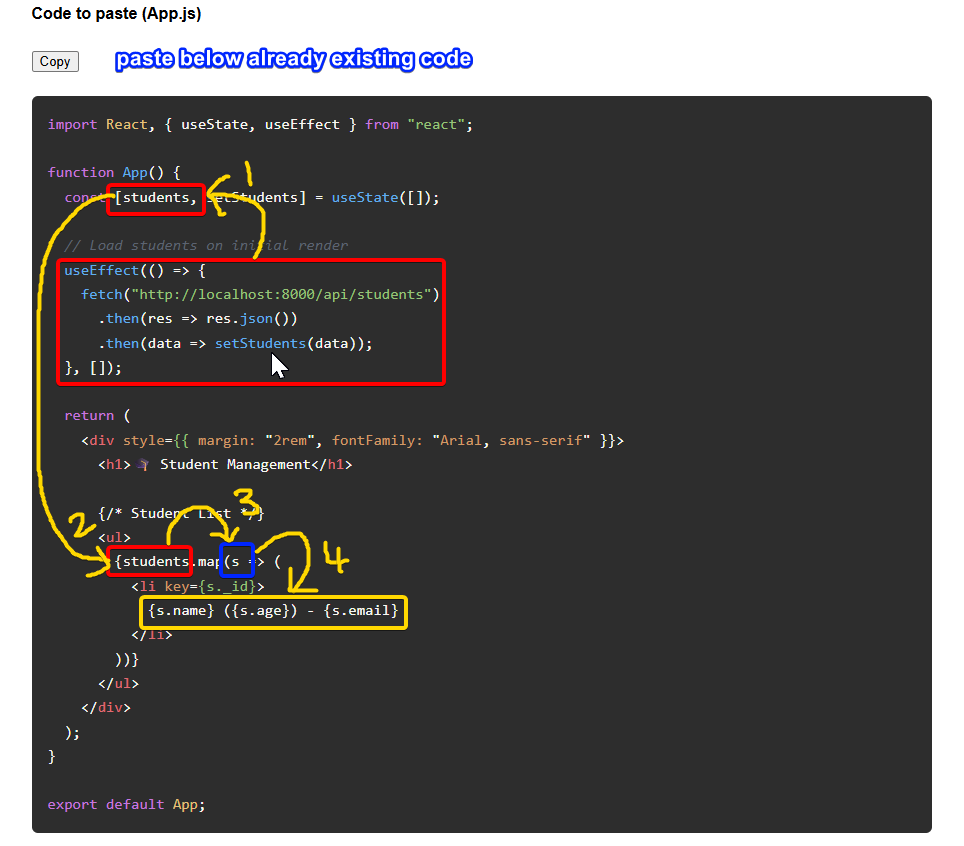 Code to paste (App.js)
Copy
paste below already existing code
import React, { useState, useEffect } from "react";
function App() {
const [students, setStudents] = useState([]);
1
// Load students on initial render
useEffect(() => {
fetch("http://localhost:8000/api/students")
.then(res => res.json())
.then(data => setStudents(data));
}, []);
return (
<div style={{ margin: "2rem", fontFamily: "Arial, sans-serif" }}>
<h1>🎓 Student Management</h1>
3
{/* Student List */}
2
<ul>
{students.map(s => (
4
<li key={s._id}>
{s.name} ({s.age}) - {s.email}
</li>
))}
</ul>
</div>
);
}
export default App;